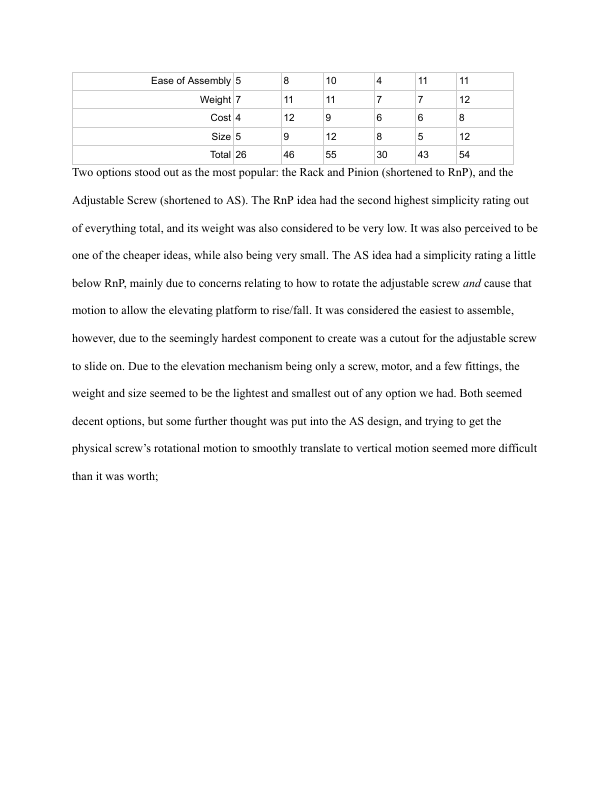 Ease of Assembly 5 8 10 4 11 11
Weight 7 11 11 7 7 12
Cost 4 12 9 6 6 8
Size 5 9 12 8 5 12
Total 26 46 55 30 43 54
Two options stood out as the most popular: the Rack and Pinion (shortened to RnP), and the
Adjustable Screw (shortened to AS). The RnP idea had the second highest simplicity rating out
of everything total, and its weight was also considered to be very low. It was also perceived to be
one of the cheaper ideas, while also being very small. The AS idea had a simplicity rating a little
below RnP, mainly due to concerns relating to how to rotate the adjustable screw and cause that
motion to allow the elevating platform to rise/fall. It was considered the easiest to assemble,
however, due to the seemingly hardest component to create was a cutout for the adjustable screw
to slide on. Due to the elevation mechanism being only a screw, motor, and a few fittings, the
weight and size seemed to be the lightest and smallest out of any option we had. Both seemed
decent options, but some further thought was put into the AS design, and trying to get the
physical screw’s rotational motion to smoothly translate to vertical motion seemed more difficult
than it was worth;